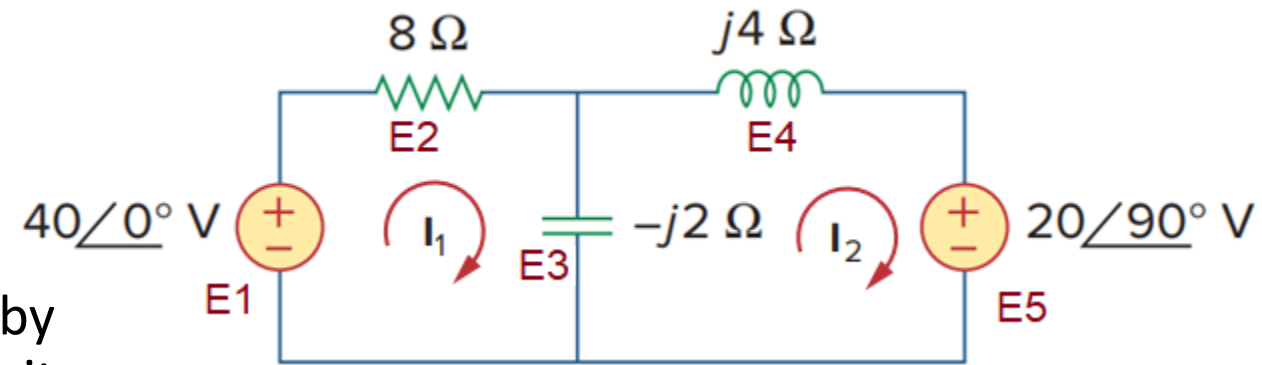 8 Ω
j4 Ω
E2
E4
+
40/0° V
−
I₁
−j2 Ω
I₂
+
20/90° V
−
E3
E1
E5
by